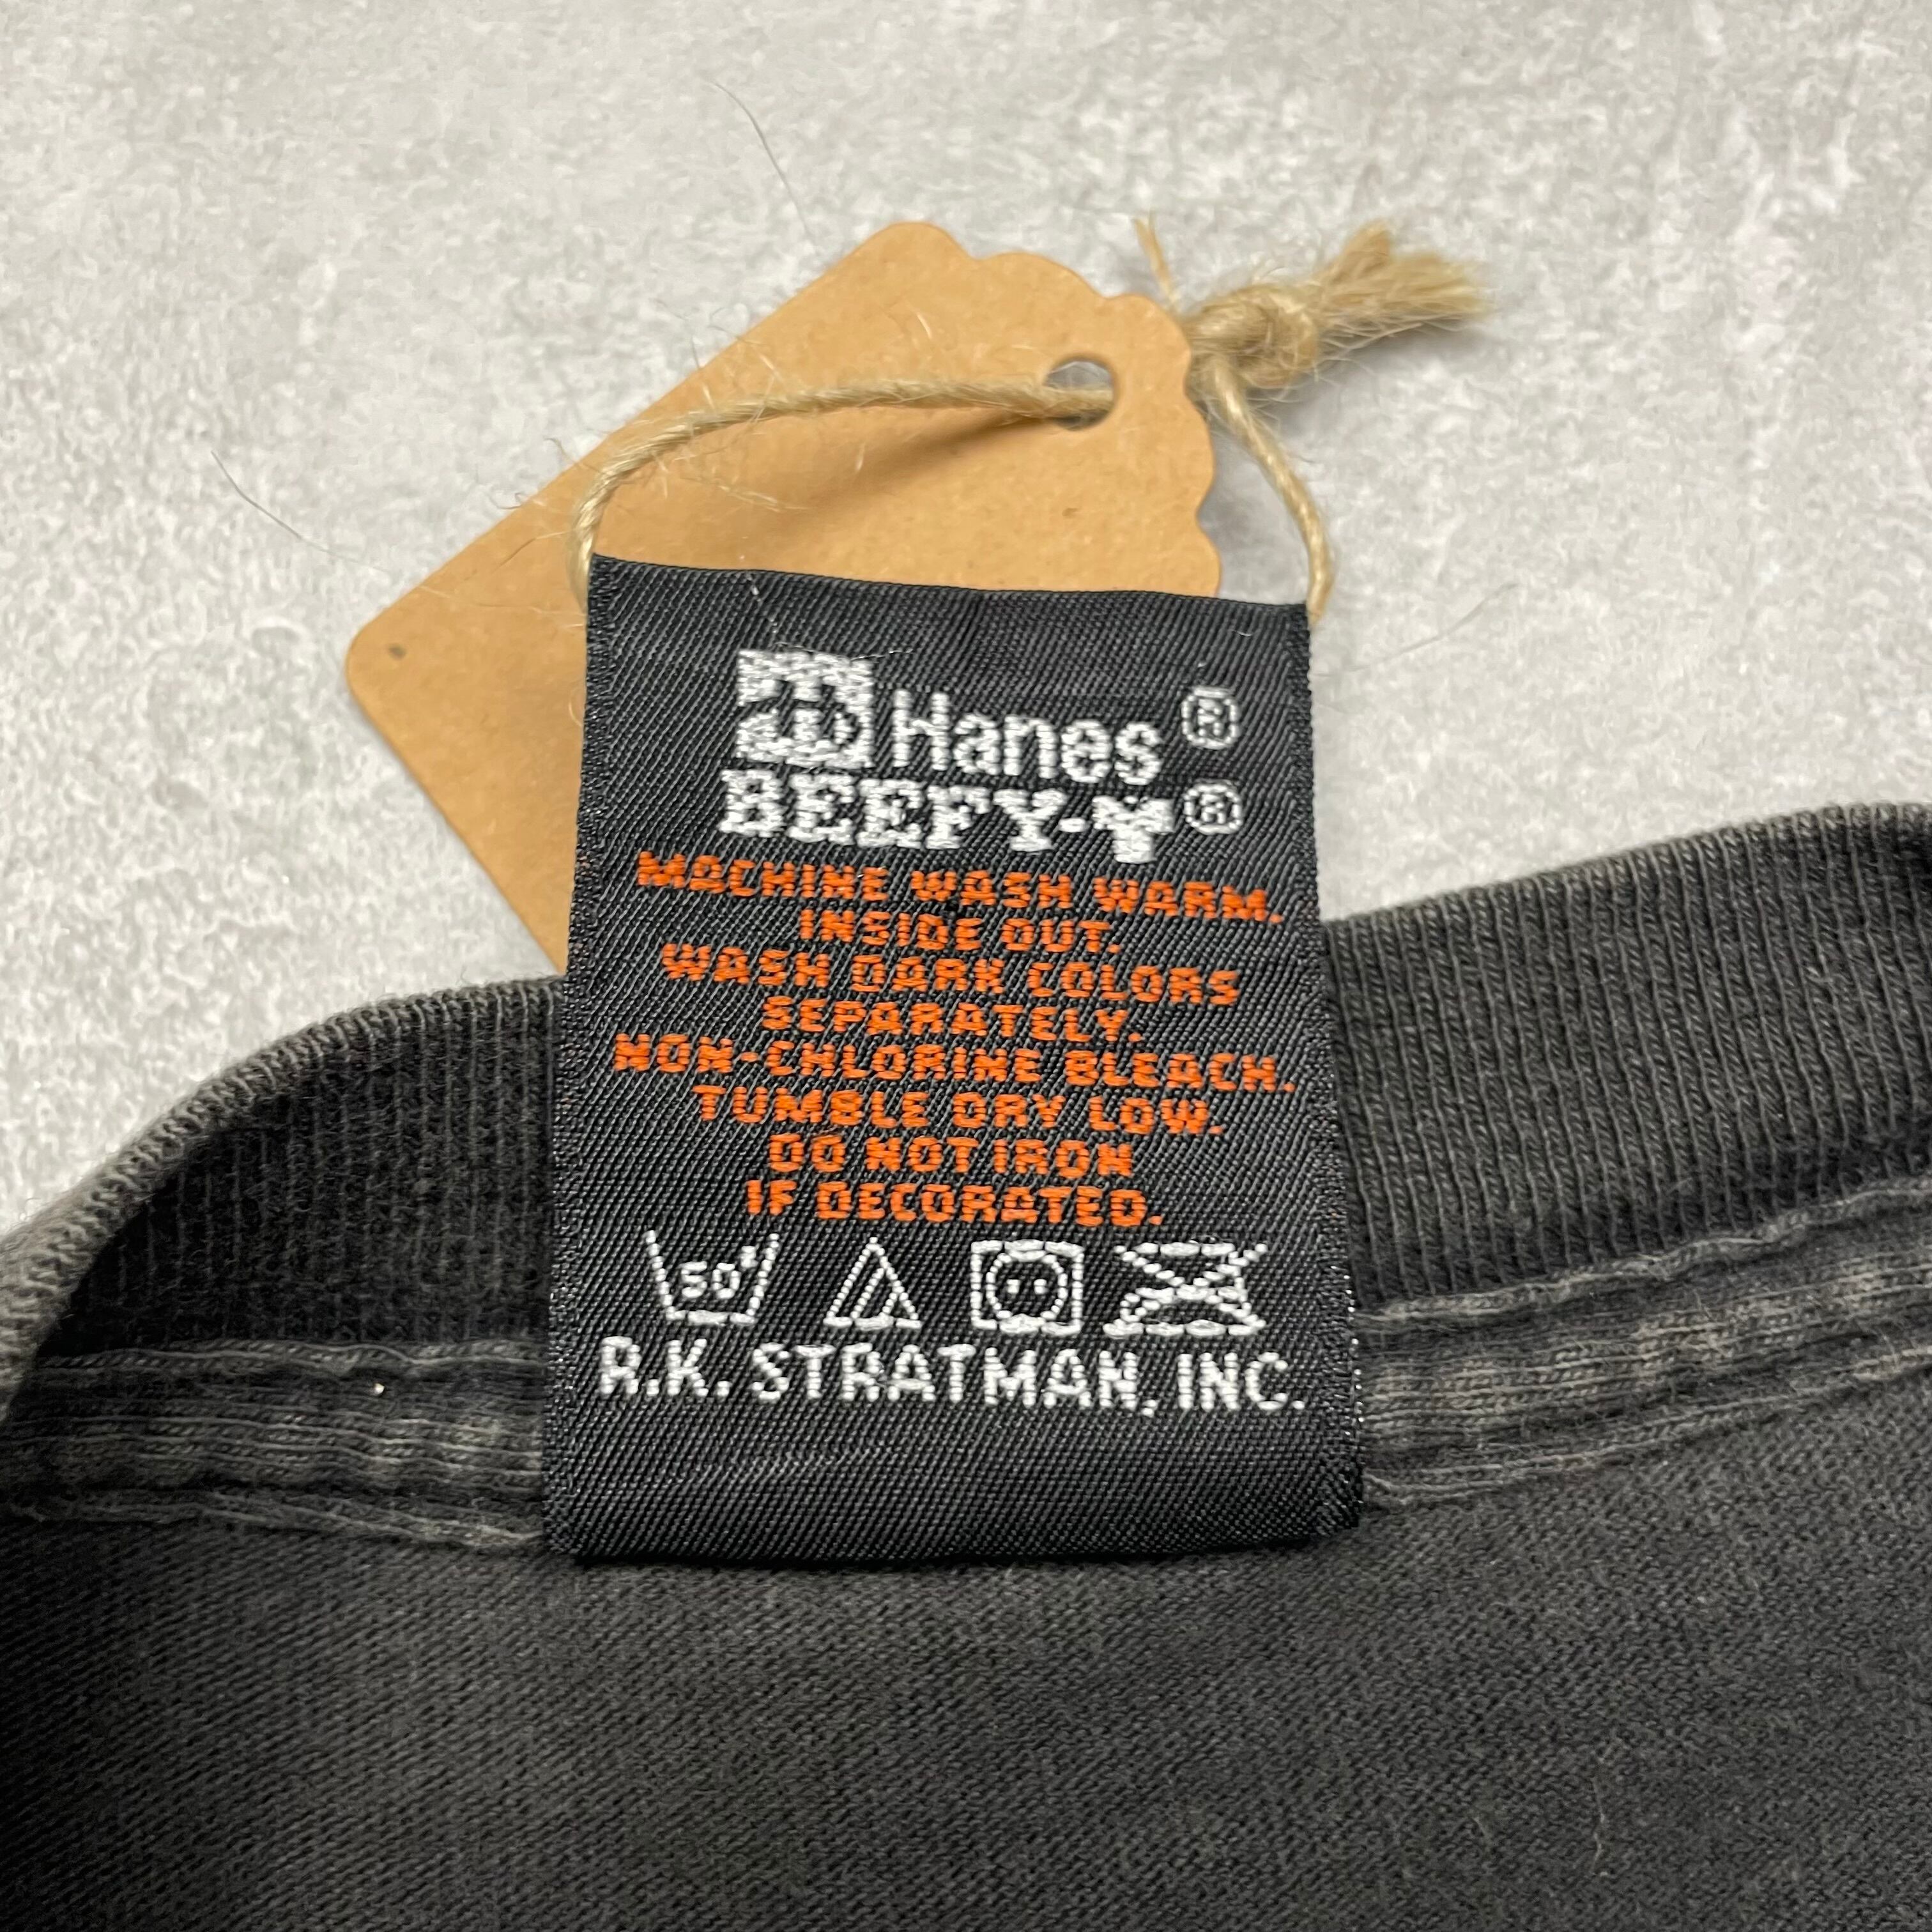 Hanes®
BEEFY-T®
MACHINE WASH WARM.
INSIDE OUT.
WASH DARK COLORS
SEPARATELY.
NON-CHLORINE BLEACH.
TUMBLE DRY LOW.
DO NOT IRON
IF DECORATED.
50°
R.K. STRATMAN, INC.